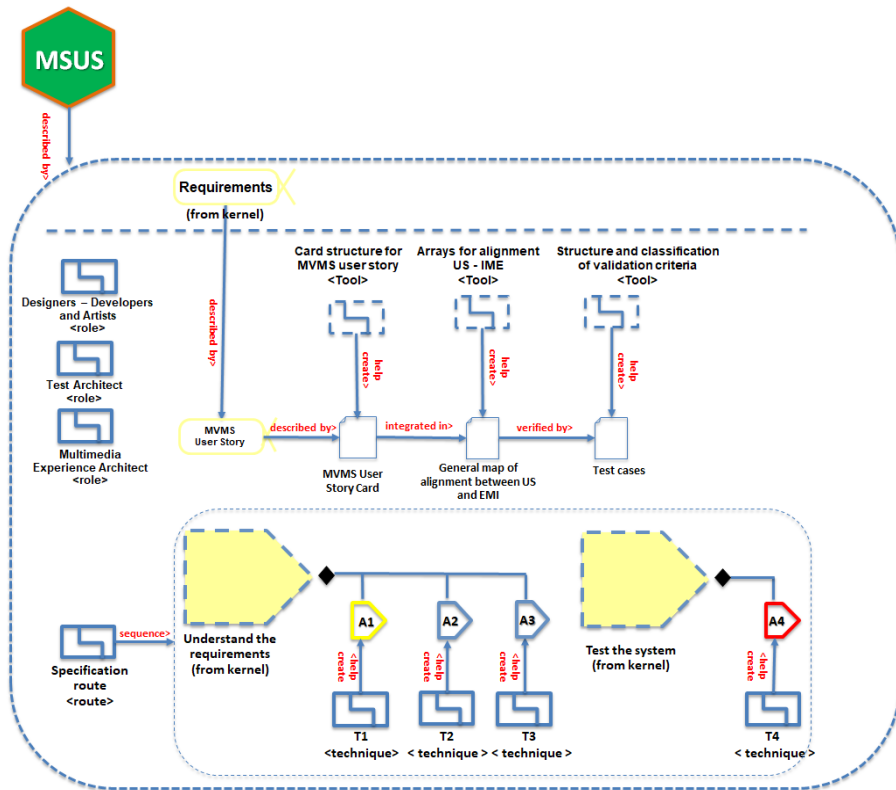 MSUS
described by>
Requirements
(from kernel)
Card structure for
MVMS user story
<Tool>
Arrays for alignment
US - IME
<Tool>
Structure and classification
of validation criteria
<Tool>
Designers – Developers
and Artists
<role>
Test Architect
<role>
Multimedia
Experience Architect
<role>
described by>
help
create>
help
create>
help
create>
MVMS
User Story
described by>
integrated in>
verified by>
MVMS User
Story Card
General map of
alignment between US
and EMI
Test cases
Specification
route
<route>
sequence>
Understand the
requirements
(from kernel)
A1
A2
A3
<help
create
<help
create
<help
create
T1
<technique>
T2
< technique >
T3
< technique >
Test the system
(from kernel)
A4
<help
create
T4
< technique >